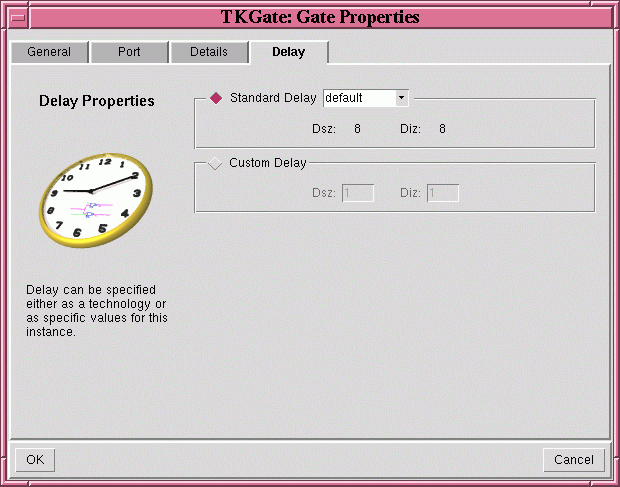 TKGate: Gate Properties
General Port Details Delay
Delay Properties
Standard Delay default
Dsz: 8 Diz: 8
Custom Delay
Dsz: 1 Diz: 1
12
1
2
3
4
5
6
7
8
9
10
11
Delay can be specified
either as a technology or
as specific values for this
instance.
OK Cancel